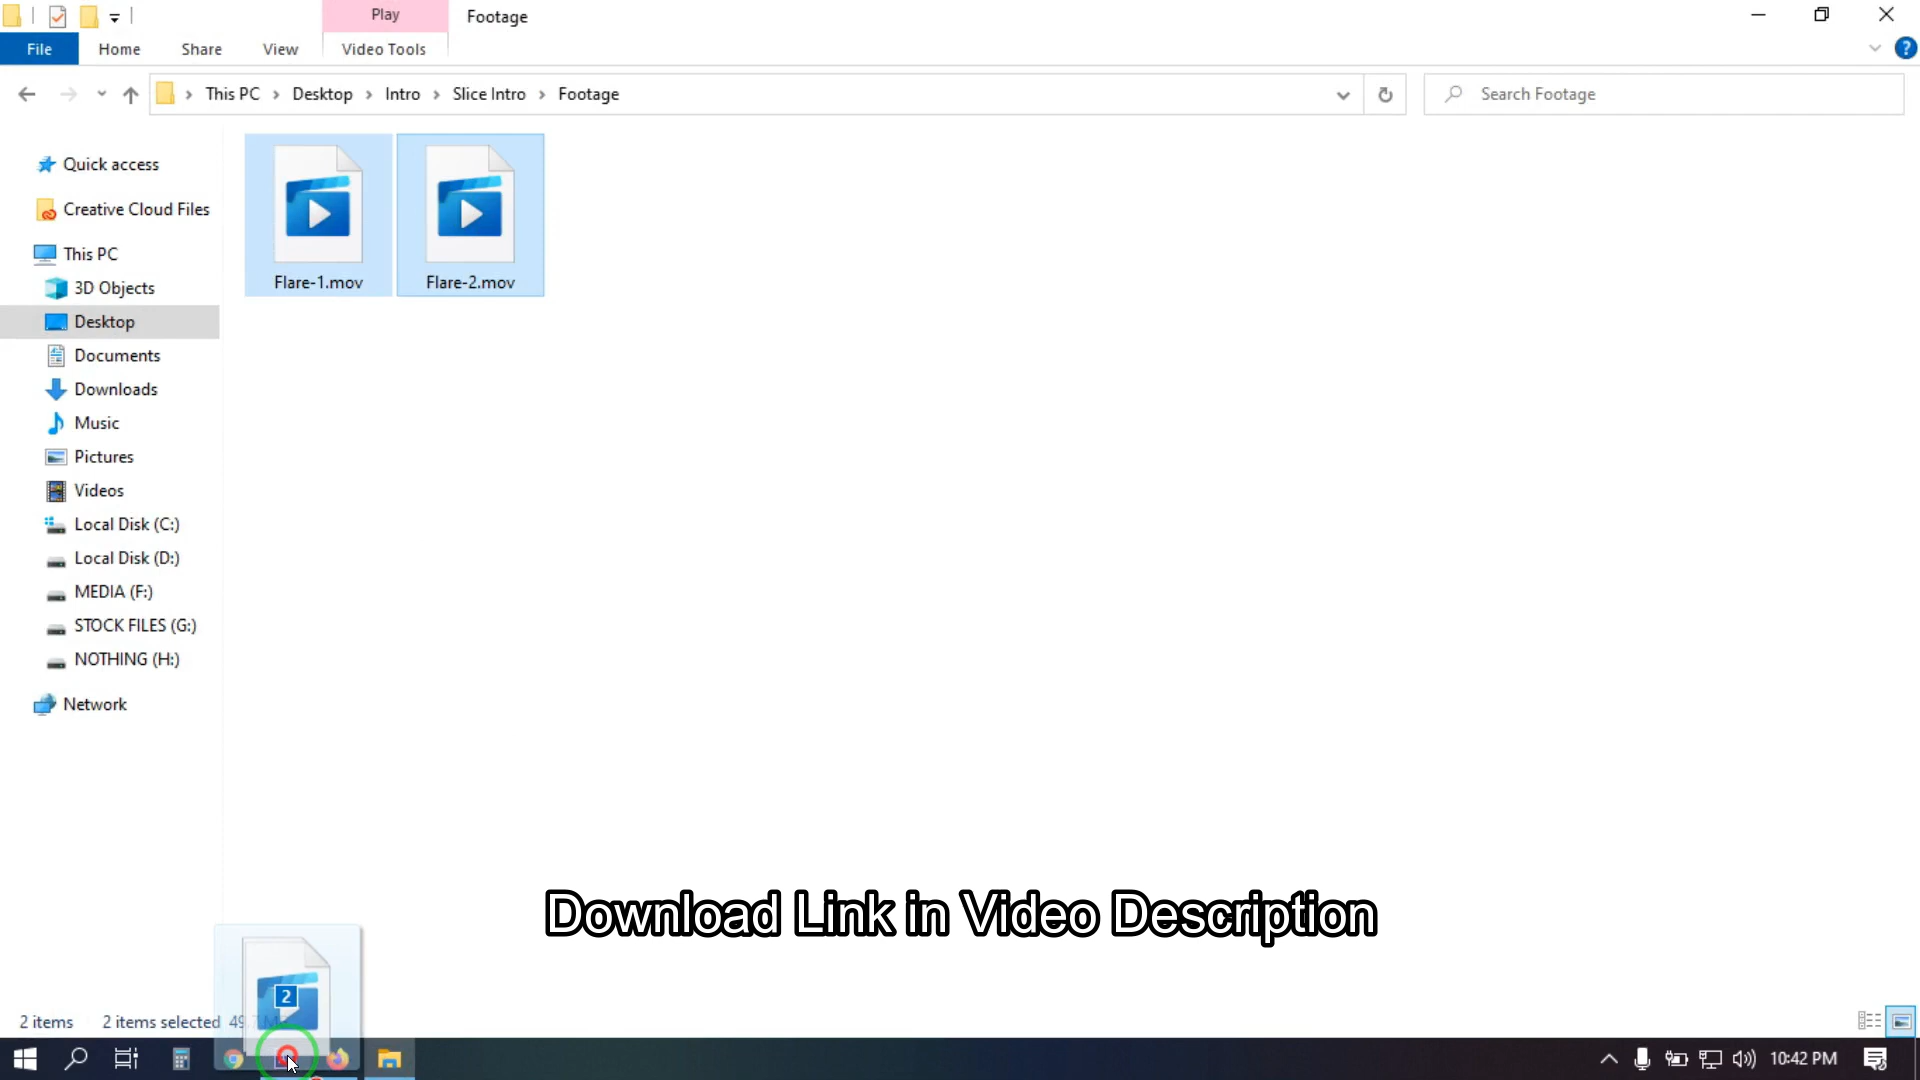 Play
Footage
File
Home
Share
View
Video Tools
This PC
Desktop
Intro
Slice Intro
Footage
Search Footage
Quick access
Creative Cloud Files
This PC
3D Objects
Desktop
Documents
Downloads
Music
Pictures
Videos
Local Disk (C:)
Local Disk (D:)
MEDIA (F:)
STOCK FILES (G:)
NOTHING (H:)
Network
Flare-1.mov
Flare-2.mov
Download Link in Video Description
2
2 items
2 items selected
10:42 PM